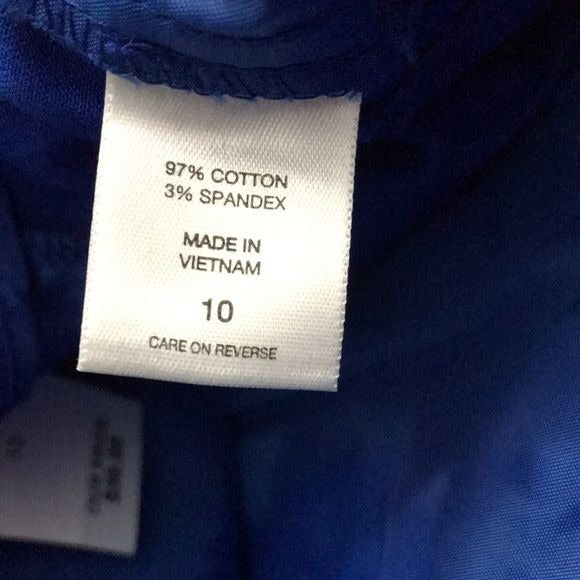 97% COTTON
3% SPANDEX
MADE IN
VIETNAM
10
CARE ON REVERSE